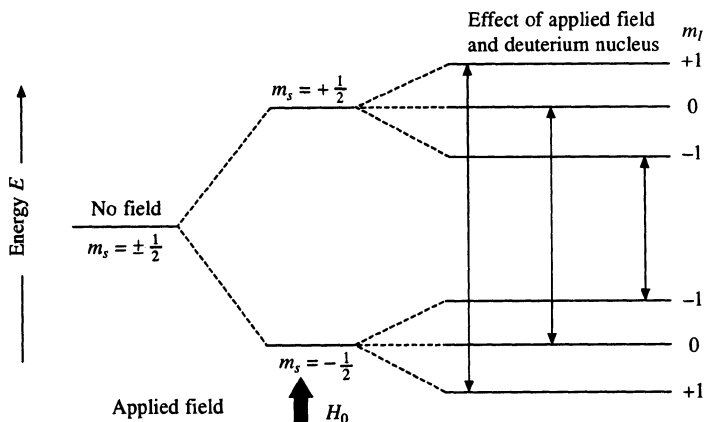 Effect of applied field
and deuterium nucleus
m_I
+1
m_s = + 1/2
0
-1
Energy E
No field
m_s = ± 1/2
-1
0
m_s = - 1/2
+1
Applied field
H_0